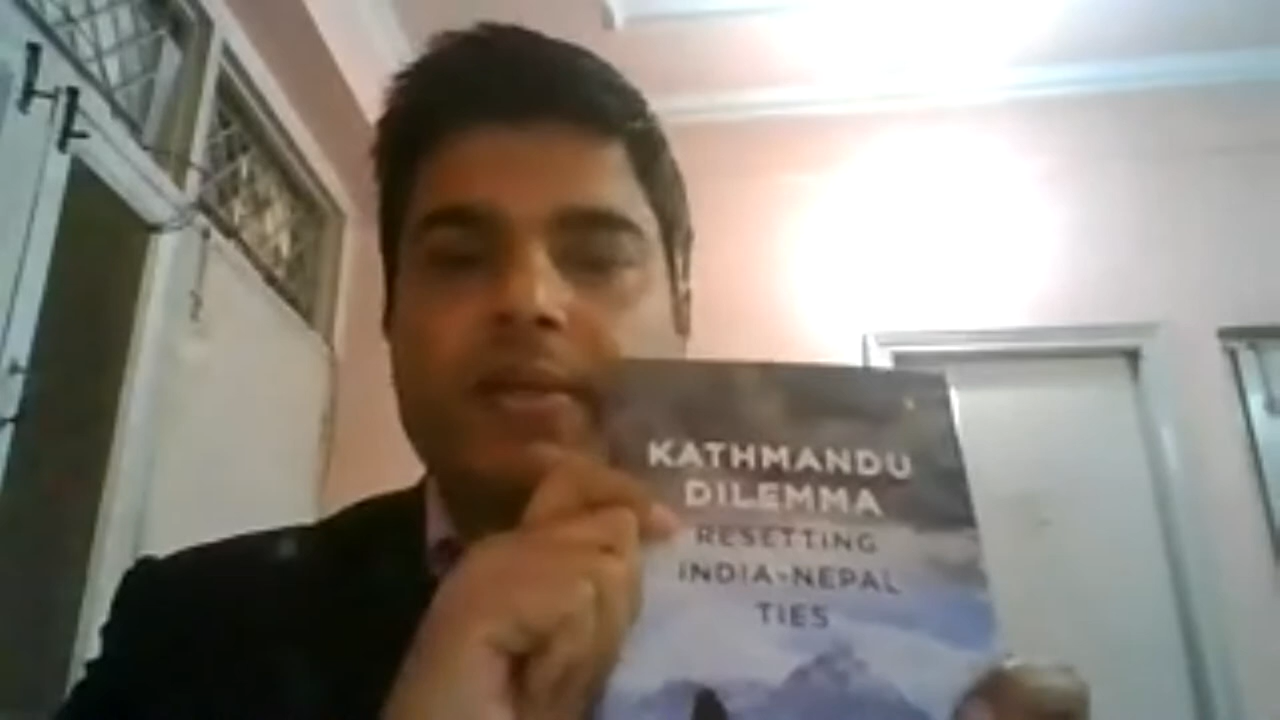 KATHMANDU
DILEMMA
RESETTING
INDIA-NEPAL
TIES